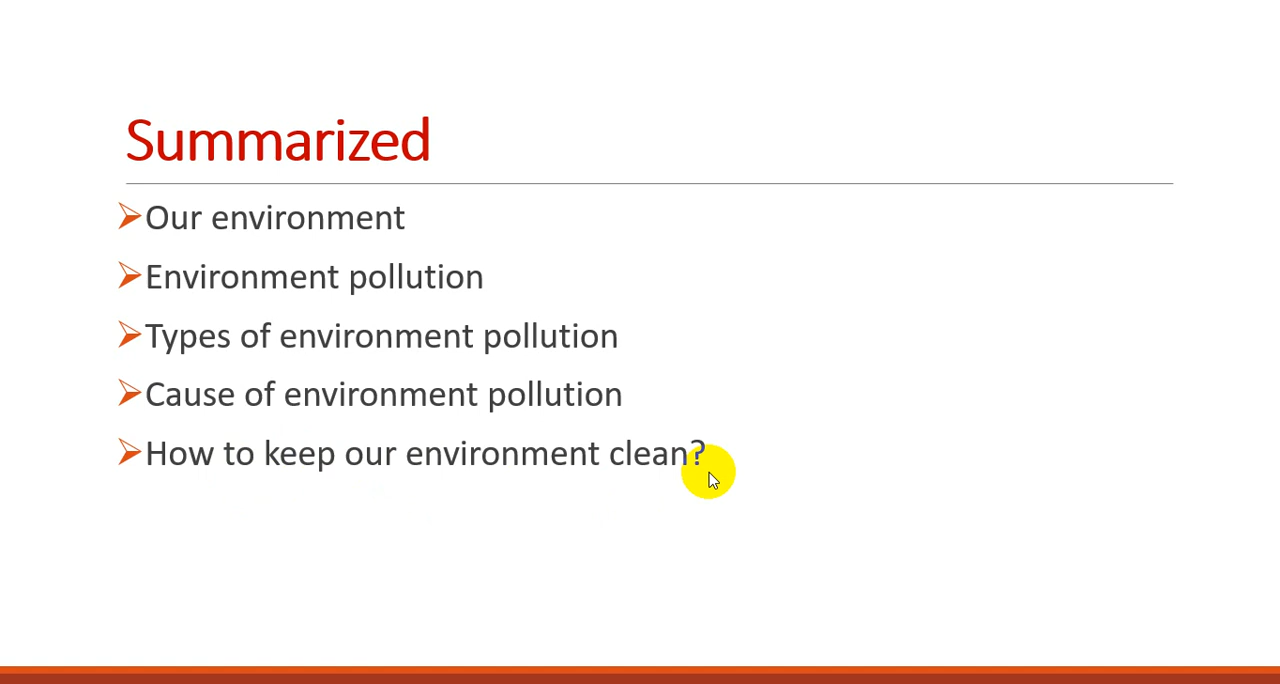 Summarized
Our environment
Environment pollution
Types of environment pollution
Cause of environment pollution
How to keep our environment clean?